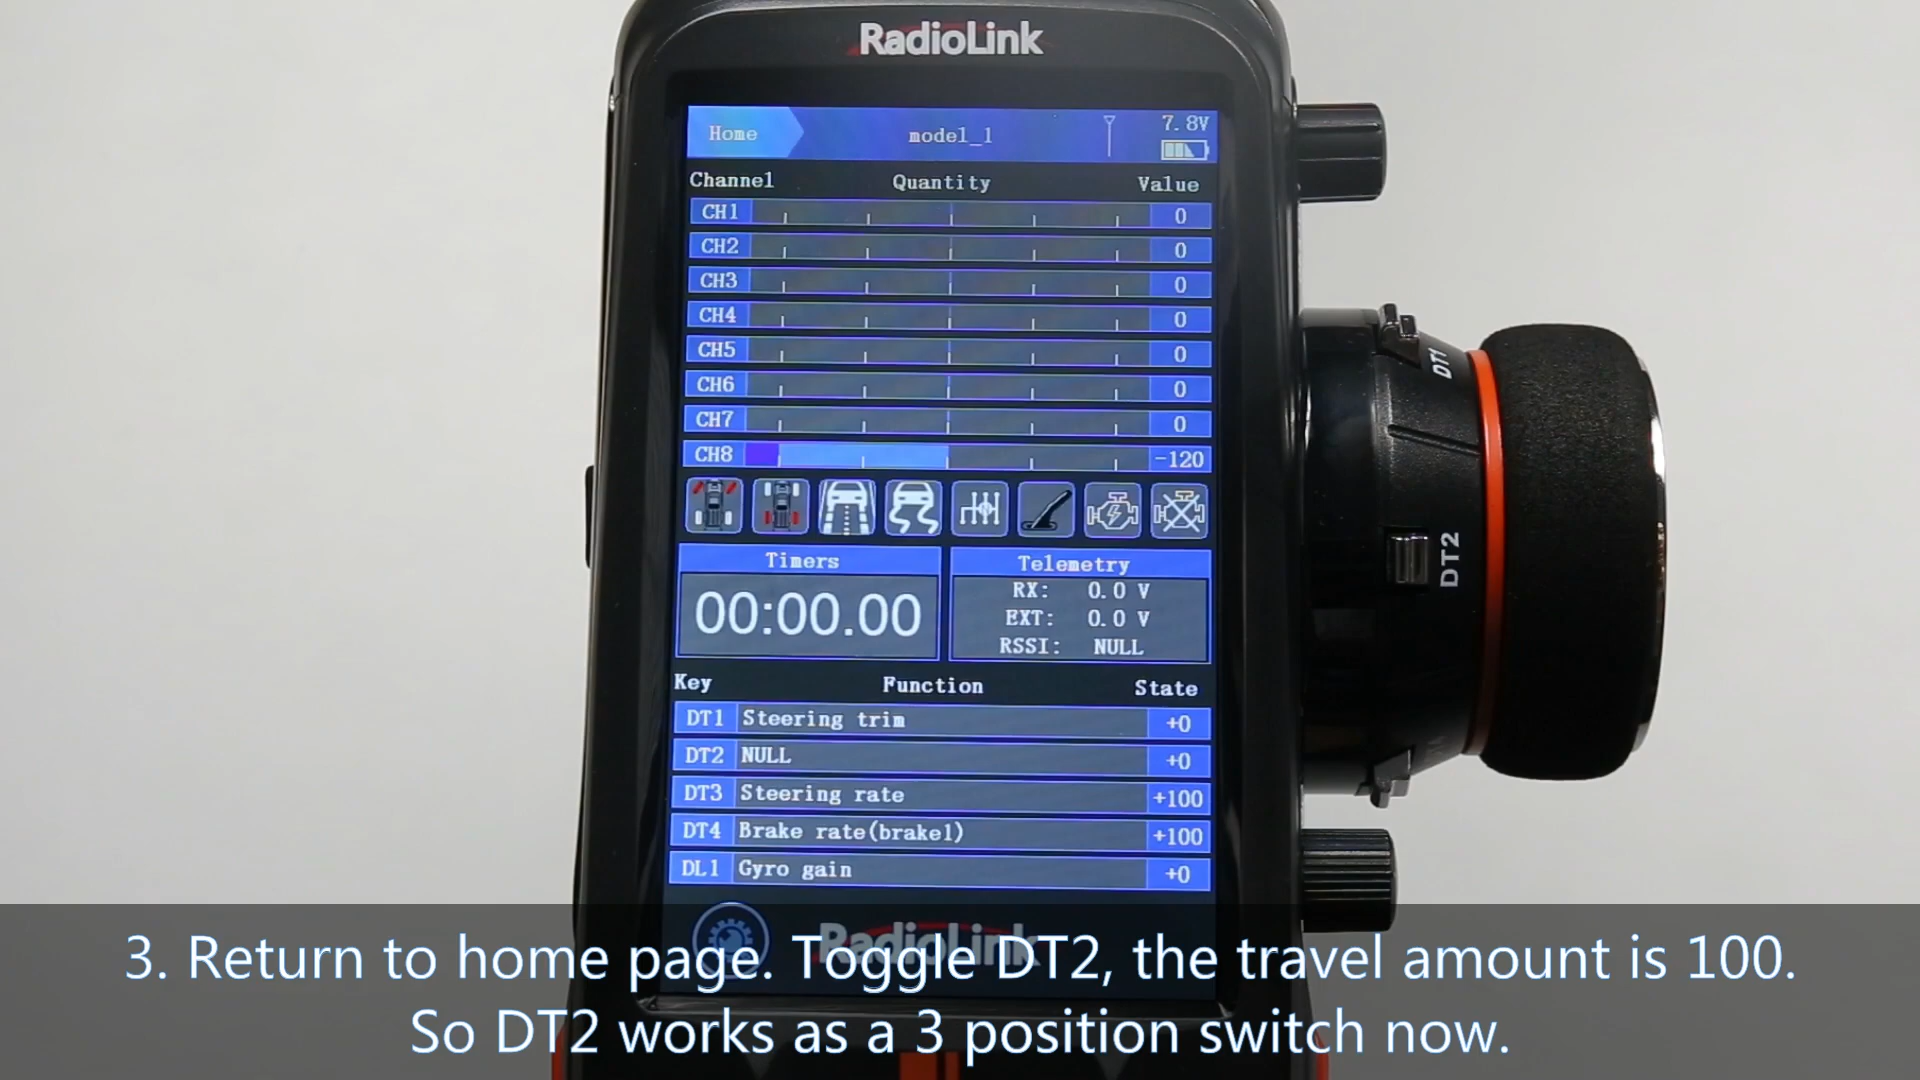 RadioLink
Home model_1 7.8V
Channel Quantity Value
CH1 0
CH2 0
CH3 0
CH4 0
CH5 0
CH6 0
CH7 0
CH8 -120
Timers
00:00.00
Telemetry
RX: 0.0 V
EXT: 0.0 V
RSSI: NULL
Key Function State
DT1 Steering trim +0
DT2 NULL +0
DT3 Steering rate +100
DT4 Brake rate(brake1) +100
DL1 Gyro gain +0
RadioLink
DT1
DT2
3. Return to home page. Toggle DT2, the travel amount is 100.
So DT2 works as a 3 position switch now.